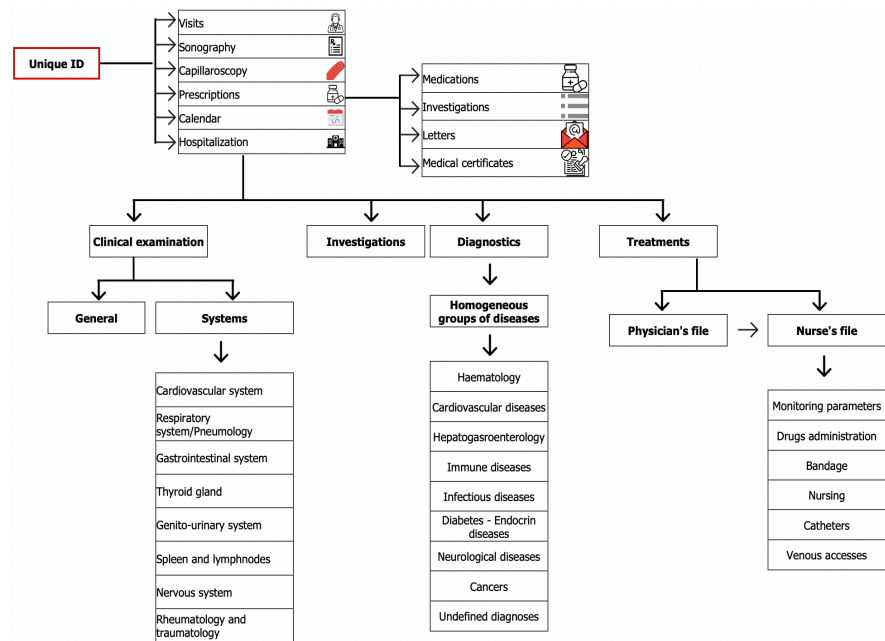 Unique ID
Visits
Sonography
Capillaroscopy
Prescriptions
Calendar
Hospitalization
Medications
Investigations
Letters
Medical certificates
Clinical examination
Investigations
Diagnostics
Treatments
General
Systems
Homogeneous
groups of diseases
Physician's file
Nurse's file
Cardiovascular system
Respiratory
system/Pneumology
Gastrointestinal system
Thyroid gland
Genito-urinary system
Spleen and lymphnodes
Nervous system
Rheumatology and
traumatology
Haematology
Cardiovascular diseases
Hepatogasroenterology
Immune diseases
Infectious diseases
Diabetes - Endocrin
diseases
Neurological diseases
Cancers
Undefined diagnoses
Monitoring parameters
Drugs administration
Bandage
Nursing
Catheters
Venous accesses